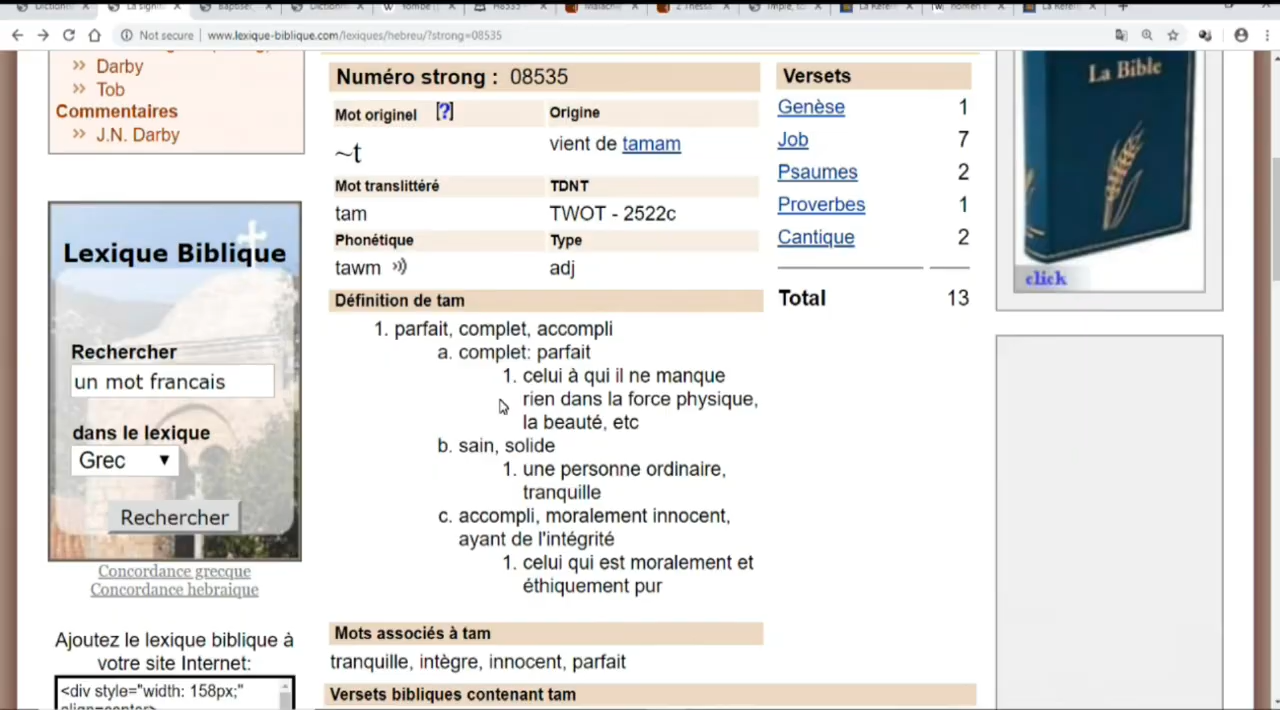 Not secure | www.lexique-biblique.com/lexiques/hebreu/?strong=08535
>> Darby
>> Tob
Commentaires
>> J.N. Darby
Lexique Biblique
Rechercher
un mot francais
dans le lexique
Grec ▼
Rechercher
Concordance grecque
Concordance hebraique
Ajoutez le lexique biblique à
votre site Internet:
<div style="width: 158px;"
align=center>
Numéro strong : 08535
Mot originel [?] Origine
~t vient de tamam
Mot translittéré TDNT
tam TWOT - 2522c
Phonétique Type
tawm adj
Définition de tam
1. parfait, complet, accompli
a. complet: parfait
1. celui à qui il ne manque
rien dans la force physique,
la beauté, etc
b. sain, solide
1. une personne ordinaire,
tranquille
c. accompli, moralement innocent,
ayant de l'intégrité
1. celui qui est moralement et
éthiquement pur
Mots associés à tam
tranquille, intègre, innocent, parfait
Versets bibliques contenant tam
Versets
Genèse 1
Job 7
Psaumes 2
Proverbes 1
Cantique 2
Total 13
La Bible
click